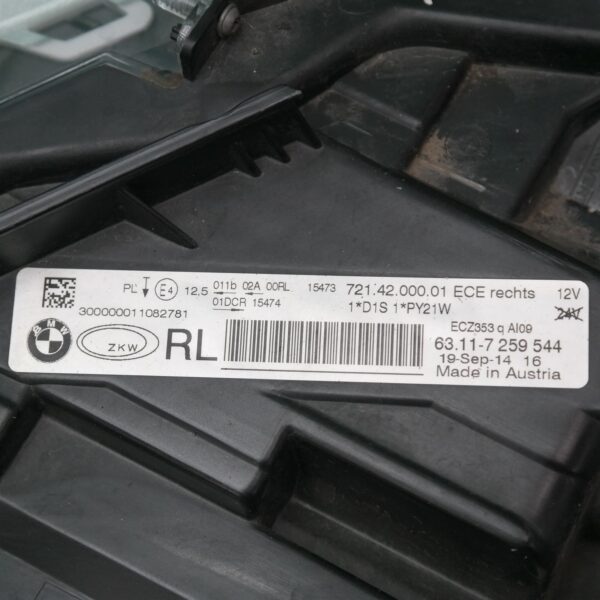 PL E4 12,5 011b 02A 00RL 15473 721.42.000.01 ECE rechts 12V
01DCR 15474 1*D1S 1*PY21W 24V
300000011082781
ECZ353 q AI09
BMW ZKW RL 63.11-7 259 544
19-Sep-14 16
Made in Austria